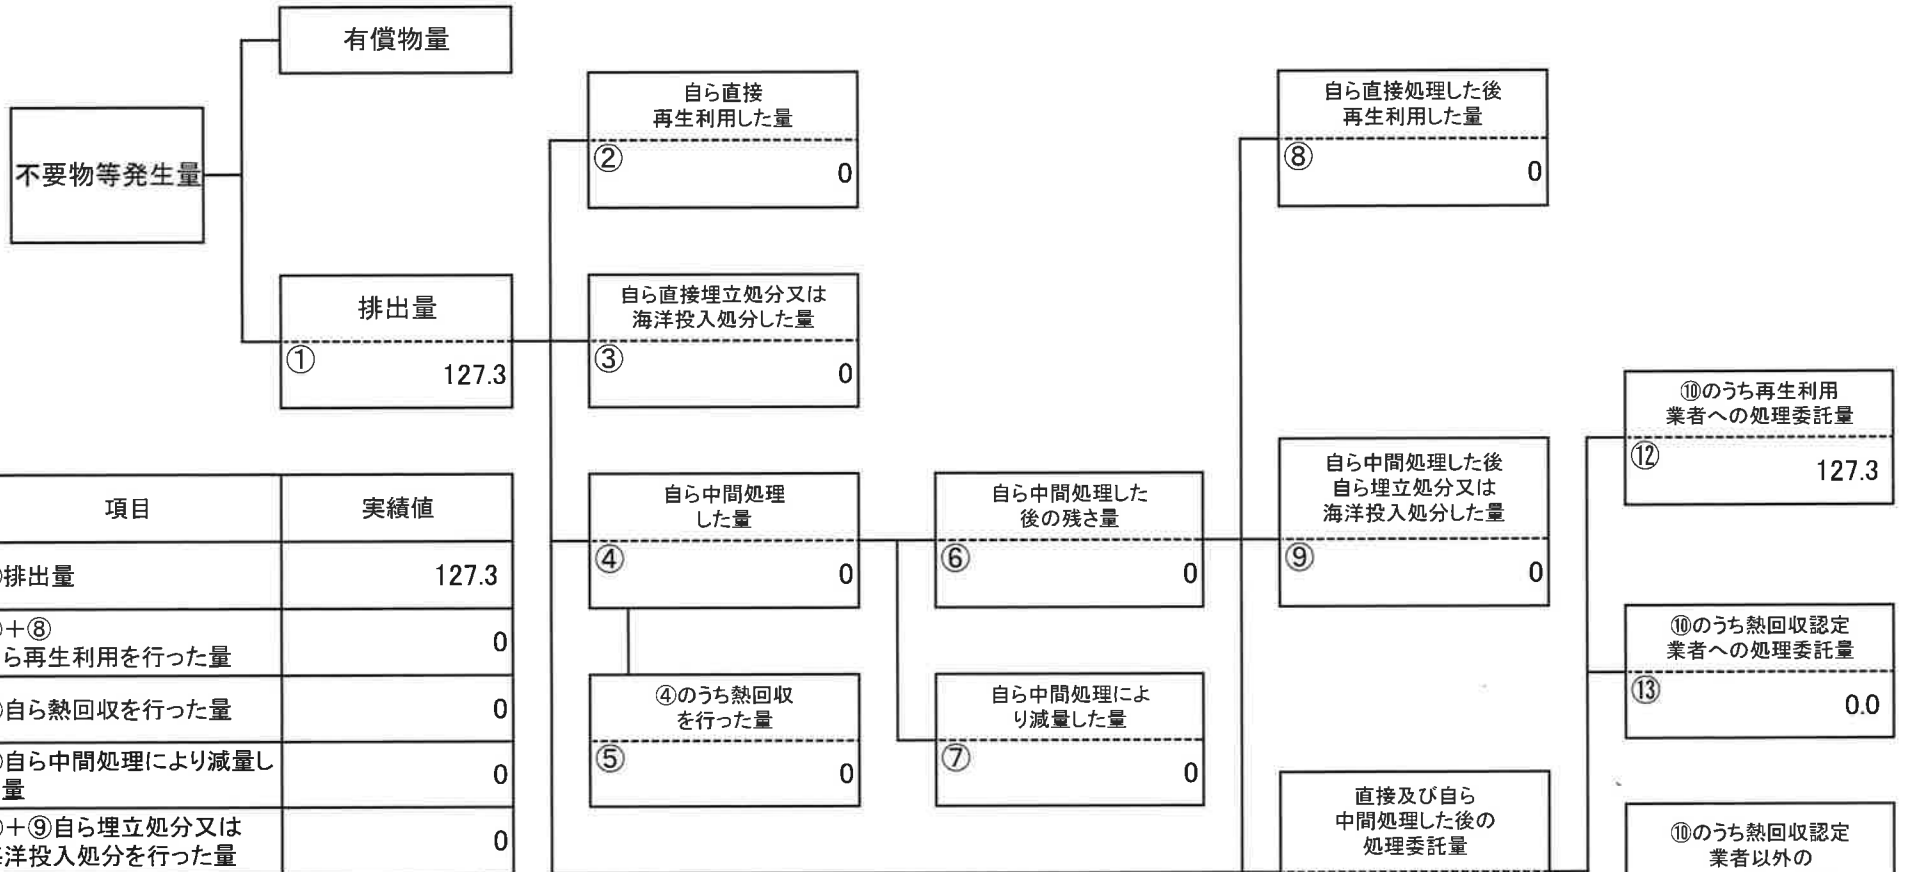 有償物量
不要物等発生量
排出量
①
127.3
自ら直接
再生利用した量
②
0
自ら直接埋立処分又は
海洋投入処分した量
③
0
自ら中間処理
した量
④
0
④のうち熱回収
を行った量
⑤
0
自ら中間処理した
後の残さ量
⑥
0
自ら中間処理によ
り減量した量
⑦
0
自ら直接処理した後
再生利用した量
⑧
0
自ら中間処理した後
自ら埋立処分又は
海洋投入処分した量
⑨
0
直接及び自ら
中間処理した後の
処理委託量
⑩のうち再生利用
業者への処理委託量
⑫
127.3
⑩のうち熱回収認定
業者への処理委託量
⑬
0.0
⑩のうち熱回収認定
業者以外の
項目 実績値
排出量 127.3
+⑧
ら再生利用を行った量 0
自ら熱回収を行った量 0
自ら中間処理により減量し
量 0
+⑨自ら埋立処分又は
洋投入処分を行った量 0